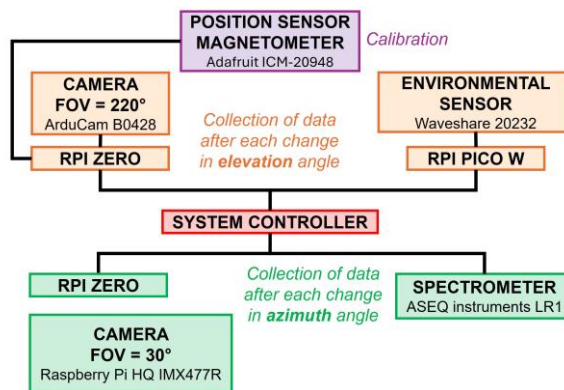 POSITION SENSOR
MAGNETOMETER
Adafruit ICM-20948
Calibration
CAMERA
FOV = 220°
ArduCam B0428
RPI ZERO
Collection of data
after each change
in elevation angle
ENVIRONMENTAL
SENSOR
Waveshare 20232
RPI PICO W
SYSTEM CONTROLLER
RPI ZERO
Collection of data
after each change
in azimuth angle
SPECTROMETER
ASEQ instruments LR1
CAMERA
FOV = 30°
Raspberry Pi HQ IMX477R